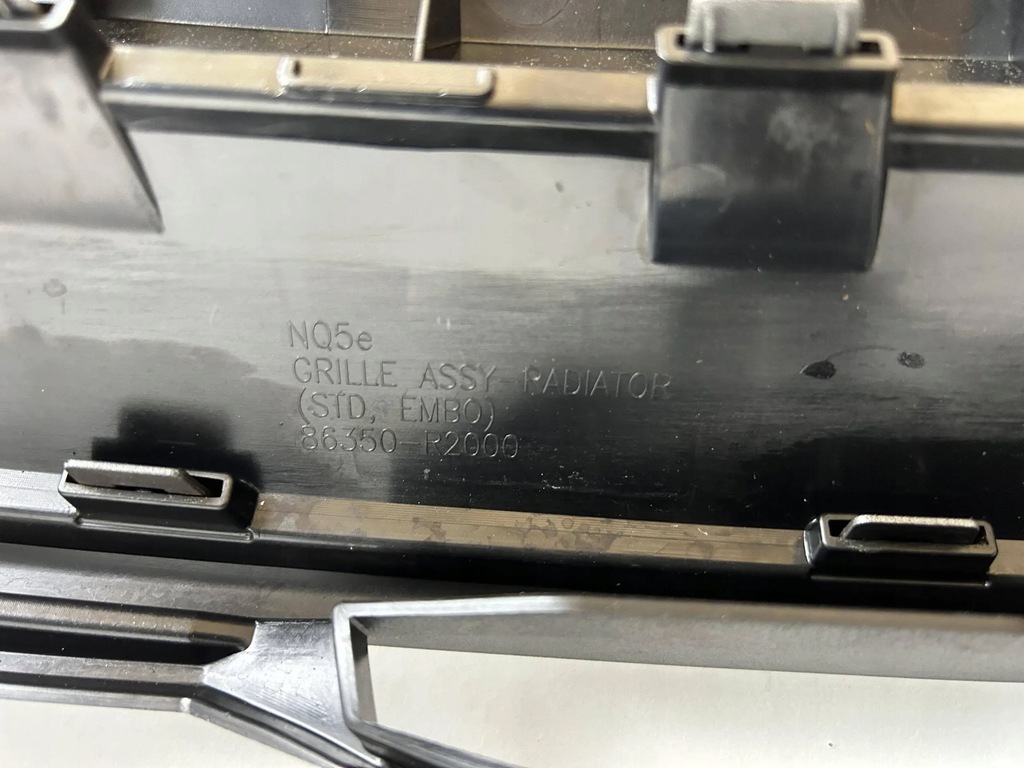 NQ5e
GRILLE ASSY-RADIATOR
(STD, EMBO)
86350-R2000